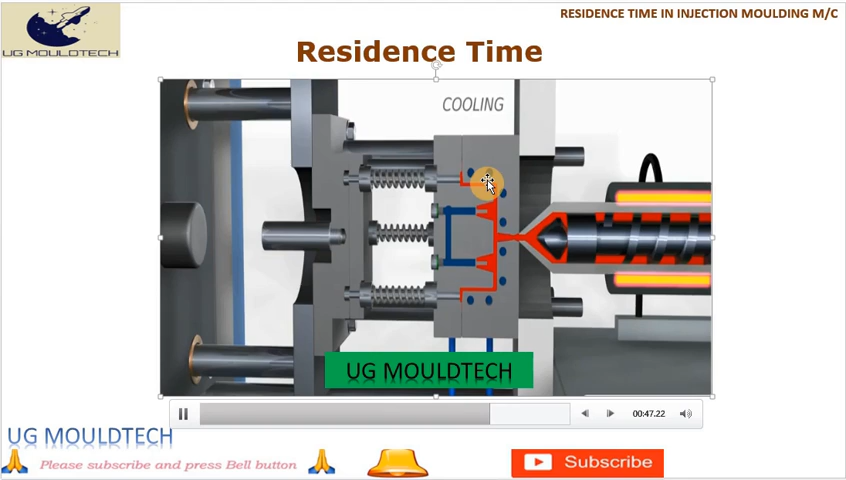 UG MOULDTECH
RESIDENCE TIME IN INJECTION MOULDING M/C
Residence Time
COOLING
UG MOULDTECH
00:47.22
UG MOULDTECH
Please subscribe and press Bell button
Subscribe